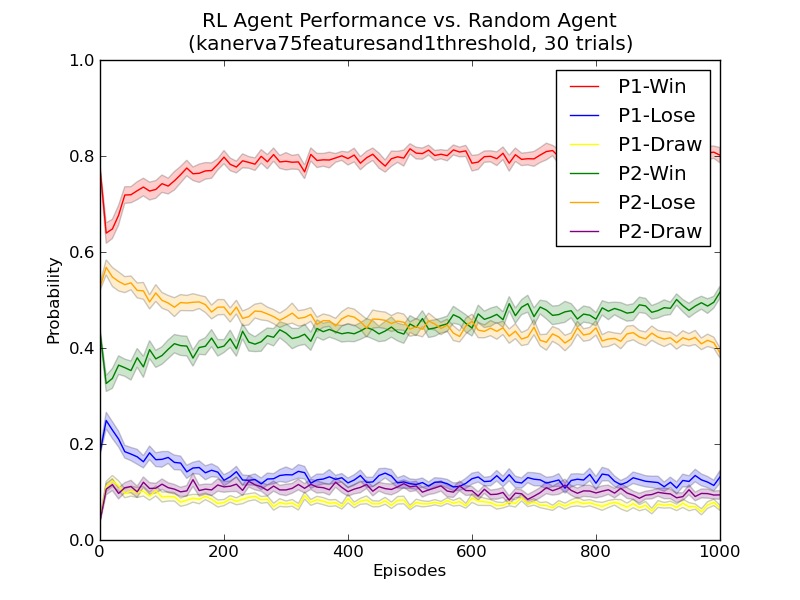 RL Agent Performance vs. Random Agent
(kanerva75featuresand1threshold, 30 trials)
1.0
0.8
0.6
0.4
0.2
0.0
Probability
P1-Win
P1-Lose
P1-Draw
P2-Win
P2-Lose
P2-Draw
0 200 400 600 800 1000
Episodes